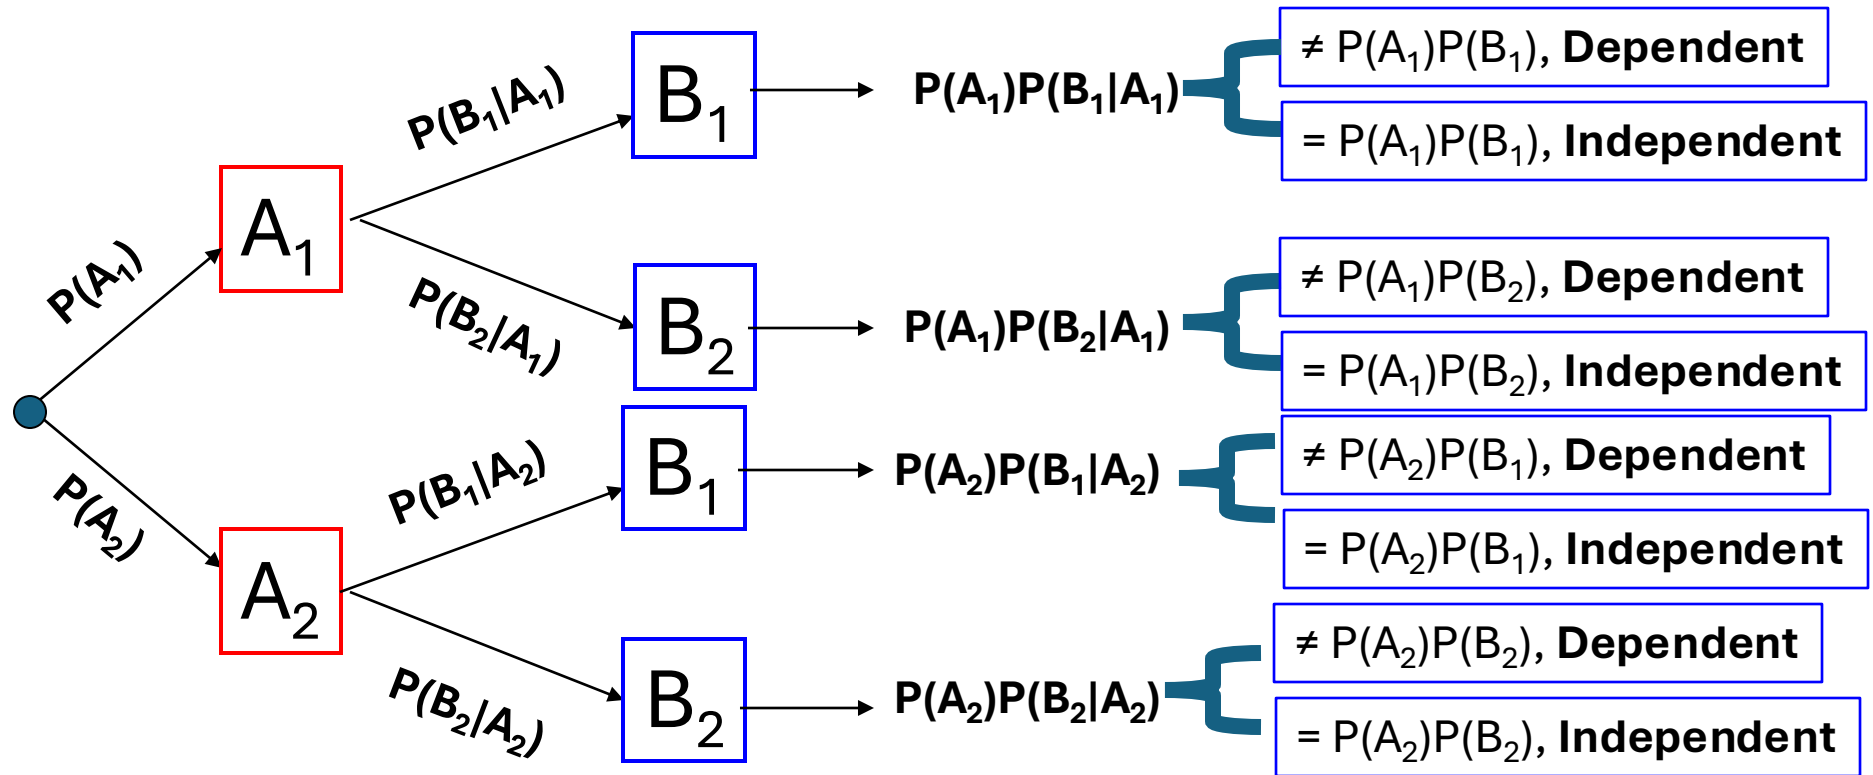 P(A₁)
P(A₂)
A₁
A₂
P(B₁|A₁)
P(B₂|A₁)
P(B₁|A₂)
P(B₂|A₂)
B₁
B₂
B₁
B₂
P(A₁)P(B₁|A₁)
≠ P(A₁)P(B₁), Dependent
= P(A₁)P(B₁), Independent
P(A₁)P(B₂|A₁)
≠ P(A₁)P(B₂), Dependent
= P(A₁)P(B₂), Independent
P(A₂)P(B₁|A₂)
≠ P(A₂)P(B₁), Dependent
= P(A₂)P(B₁), Independent
P(A₂)P(B₂|A₂)
≠ P(A₂)P(B₂), Dependent
= P(A₂)P(B₂), Independent